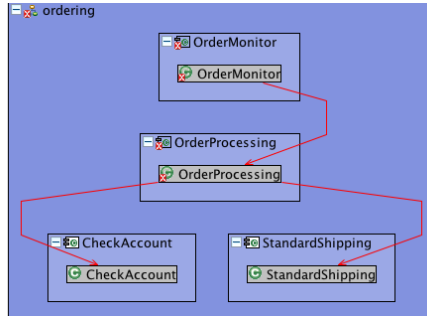 ordering
OrderMonitor
OrderMonitor
OrderProcessing
OrderProcessing
CheckAccount
CheckAccount
StandardShipping
StandardShipping